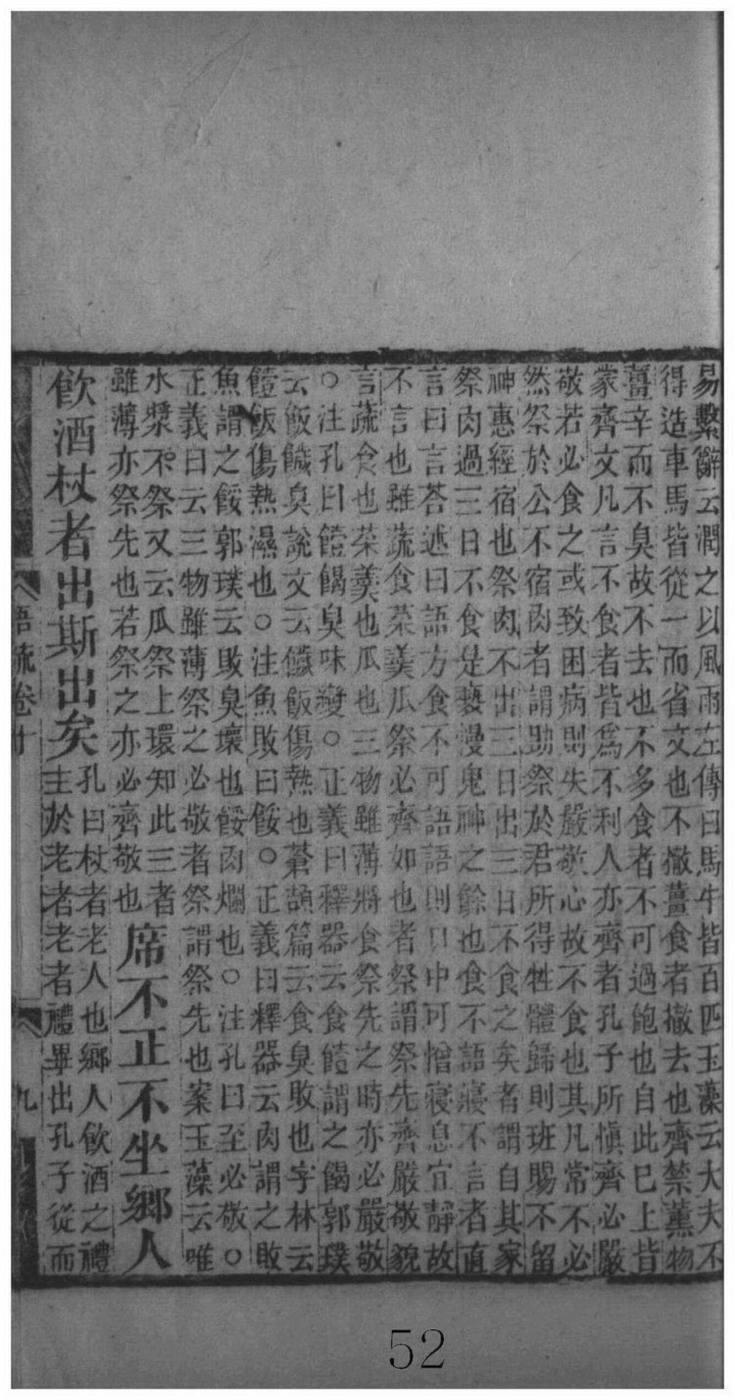 易繫辭云潤之以風雨左傳曰馬牛皆百匹玉藻云大夫不
得造車馬皆從一而省文也不撤薑食者撤去也齊禁薰物
薑辛而不臭故不去也不多食者不可過飽也自此已上皆
蒙齊文凡言不食者皆爲不利人亦齊者孔子所愼齊必嚴
敬若必食之或致困病則失嚴敬心故不食也其凡常不必
然祭於公不宿肉者謂助祭於君所得牲體歸則班賜不留
神惠經宿也祭肉不出三日出三日不食之矣者謂自其家
祭肉過三日不食是褻慢鬼神之餘也食不語寢不言者直
言曰言荅述曰語方食不可語語則口中可憎寢息宜靜故
不言也雖蔬食菜羹瓜祭必齊如也者祭謂祭先齊嚴敬貌
言蔬食也菜羹也瓜也三物雖薄將食祭先之時亦必嚴敬
○注孔曰饐餲臭味變○正義曰釋器云食饐謂之餲郭璞
云飯饖臭說文云饖飯傷熱也蒼頡篇云食臭敗也字林云
饐飯傷熱濕也○注魚敗曰餒○正義曰釋器云肉謂之敗
魚謂之餒郭璞云敗臭壞也餒肉爛也○注孔曰至必敬○
正義曰云三物雖薄祭之必敬者祭謂祭先也案玉藻云唯
水漿不祭又云瓜祭上環知此三者
雖薄亦祭先也若祭之亦必齊敬也
席不正不坐鄉人
飲酒杖者出斯出矣
孔曰杖者老人也鄉人飲酒之禮
主於老者老者禮畢出孔子從而
語疏卷十
九
52